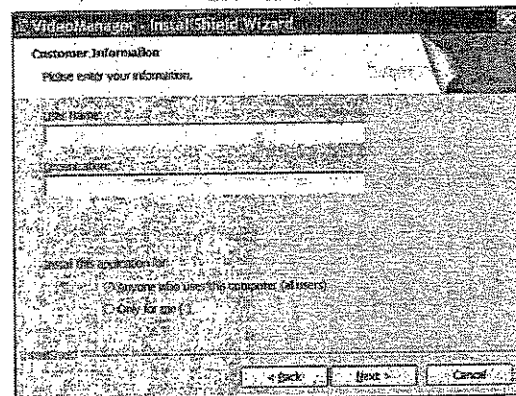 VideoManager - InstallShield Wizard
Customer Information
Please enter your information.
User Name:
Organization:
Install this application for:
Anyone who uses this computer (all users)
Only for me ( )
< Back
Next >
Cancel